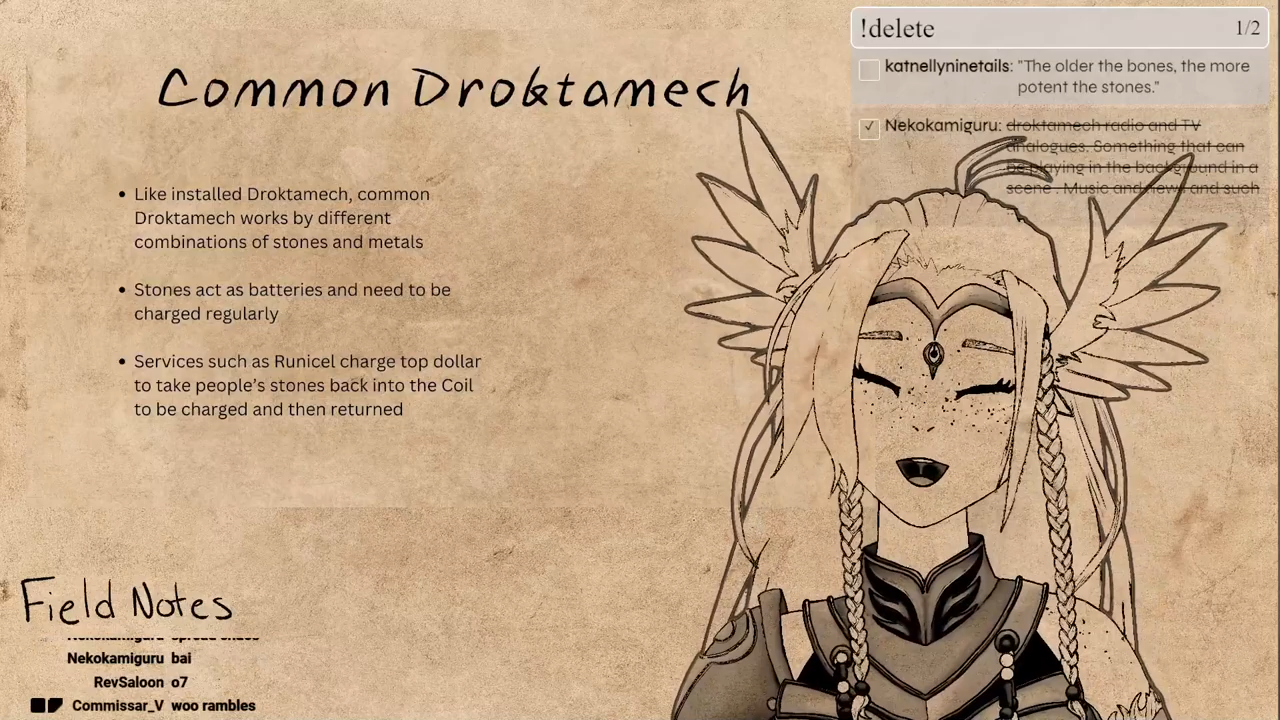 Common Droktamech
• Like installed Droktamech, common
Droktamech works by different
combinations of stones and metals
• Stones act as batteries and need to be
charged regularly
• Services such as Runicel charge top dollar
to take people's stones back into the Coil
to be charged and then returned
!delete 1/2
katnellyninetails: "The older the bones, the more
potent the stones."
Nekokamiguru: droktamech radio and TV
analogues. Something that can
be playing in the background in a
scene . Music and news and such
Field Notes
Nekokamiguru bai
RevSaloon o7
Commissar_V woo rambles